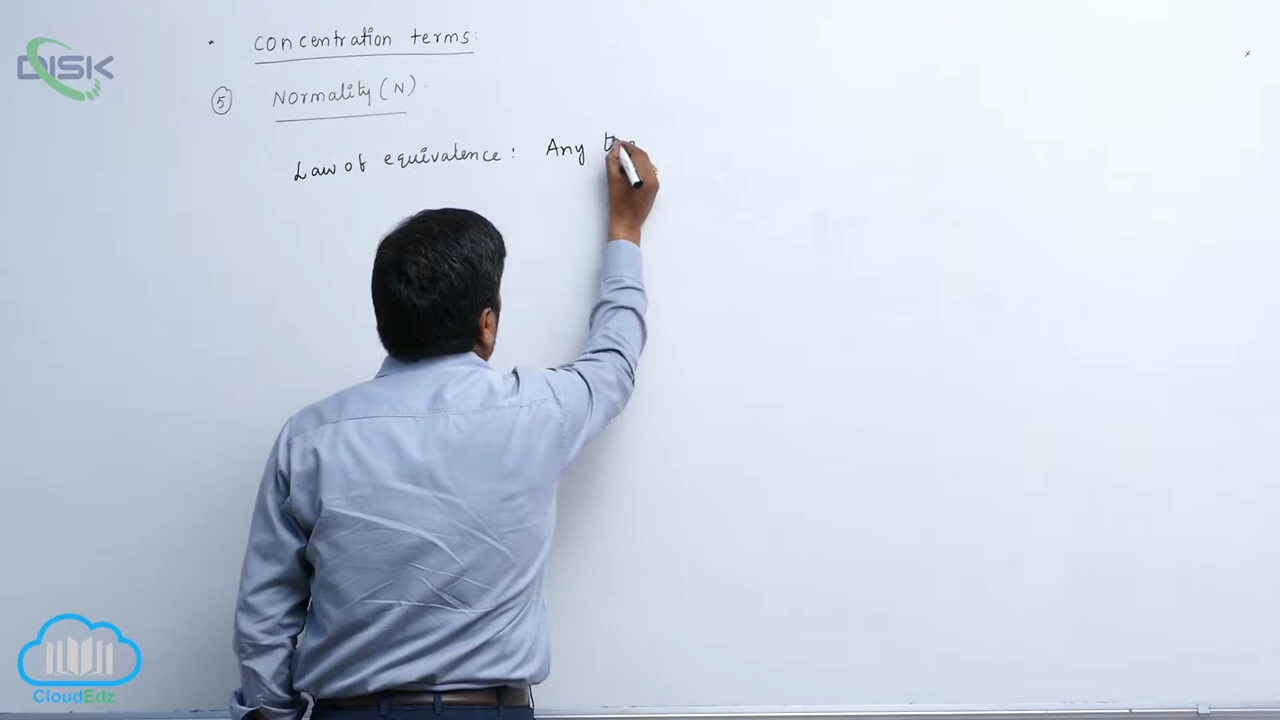 DISK
* Concentration terms:
5 Normality (N):
Law of equivalence: Any
CloudEdz